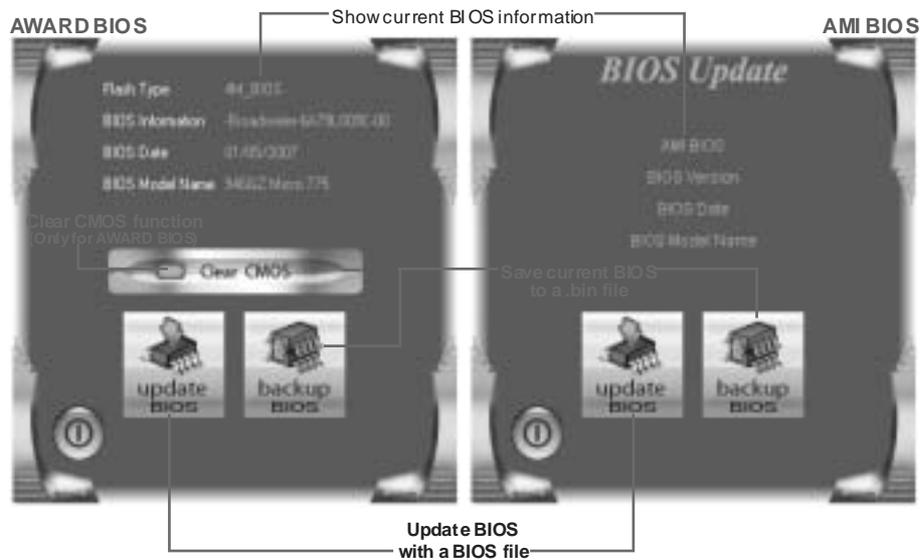 Show current BIOS information
AWARD BIOS
AMI BIOS
BIOS Update
Flash Type
BIOS Information
BIOS Date 01/05/2007
BIOS Model Name 946GZ Micro 775
AMI BIOS
BIOS Version
BIOS Date
BIOS Model Name
Clear CMOS function
(Only for AWARD BIOS)
Clear CMOS
Save current BIOS
to a .bin file
update
BIOS
backup
BIOS
update
BIOS
backup
BIOS
Update BIOS
with a BIOS file